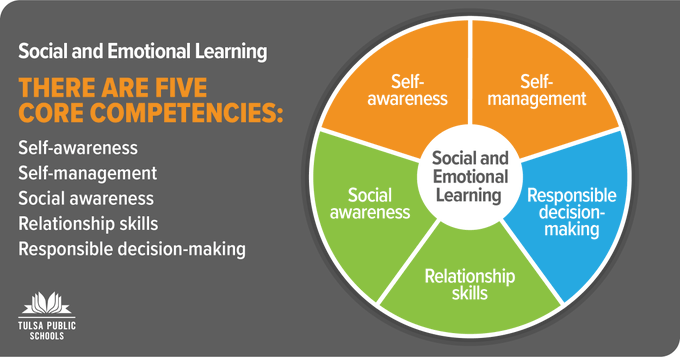 Social and Emotional Learning
THERE ARE FIVE
CORE COMPETENCIES:
Self-awareness
Self-management
Social awareness
Relationship skills
Responsible decision-making
TULSA PUBLIC
SCHOOLS
Self-
awareness
Self-
management
Social and
Emotional
Learning
Social
awareness
Responsible
decision-
making
Relationship
skills